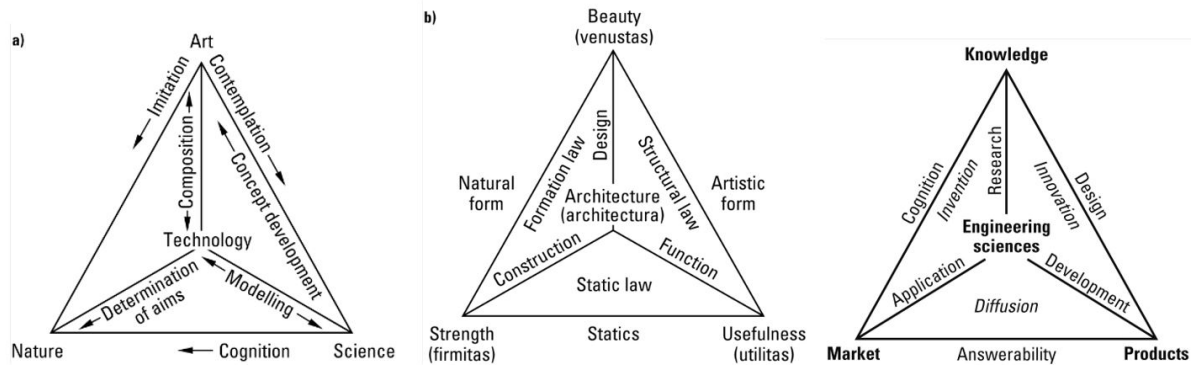 a)
Art
Imitation
Contemplation
Composition
Concept development
Technology
Determination
of aims
Modelling
Nature
Cognition
Science
b)
Beauty
(venustas)
Natural
form
Formation law
Design
Structural law
Artistic
form
Architecture
(architectura)
Construction
Function
Static law
Strength
(firmitas)
Statics
Usefulness
(utilitas)
Knowledge
Cognition
Invention
Research
Innovation
Design
Engineering
sciences
Application
Development
Diffusion
Market
Answerability
Products